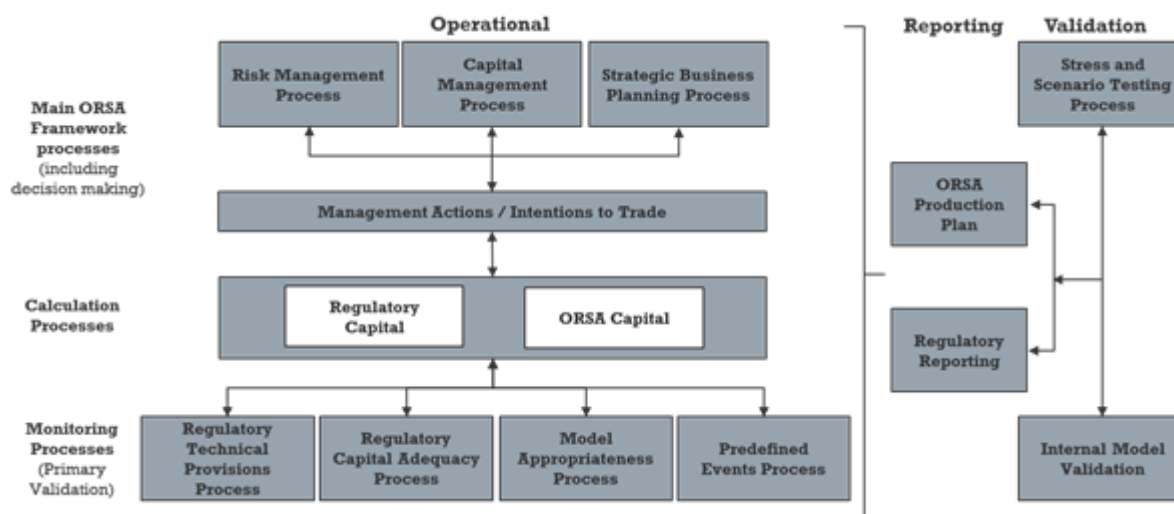 Operational
Reporting
Validation
Main ORSA
Framework
processes
(including
decision making)
Risk Management
Process
Capital
Management
Process
Strategic Business
Planning Process
Stress and
Scenario Testing
Process
Management Actions / Intentions to Trade
ORSA
Production
Plan
Calculation
Processes
Regulatory
Capital
ORSA Capital
Regulatory
Reporting
Monitoring
Processes
(Primary
Validation)
Regulatory
Technical
Provisions
Process
Regulatory
Capital Adequacy
Process
Model
Appropriateness
Process
Predefined
Events Process
Internal Model
Validation